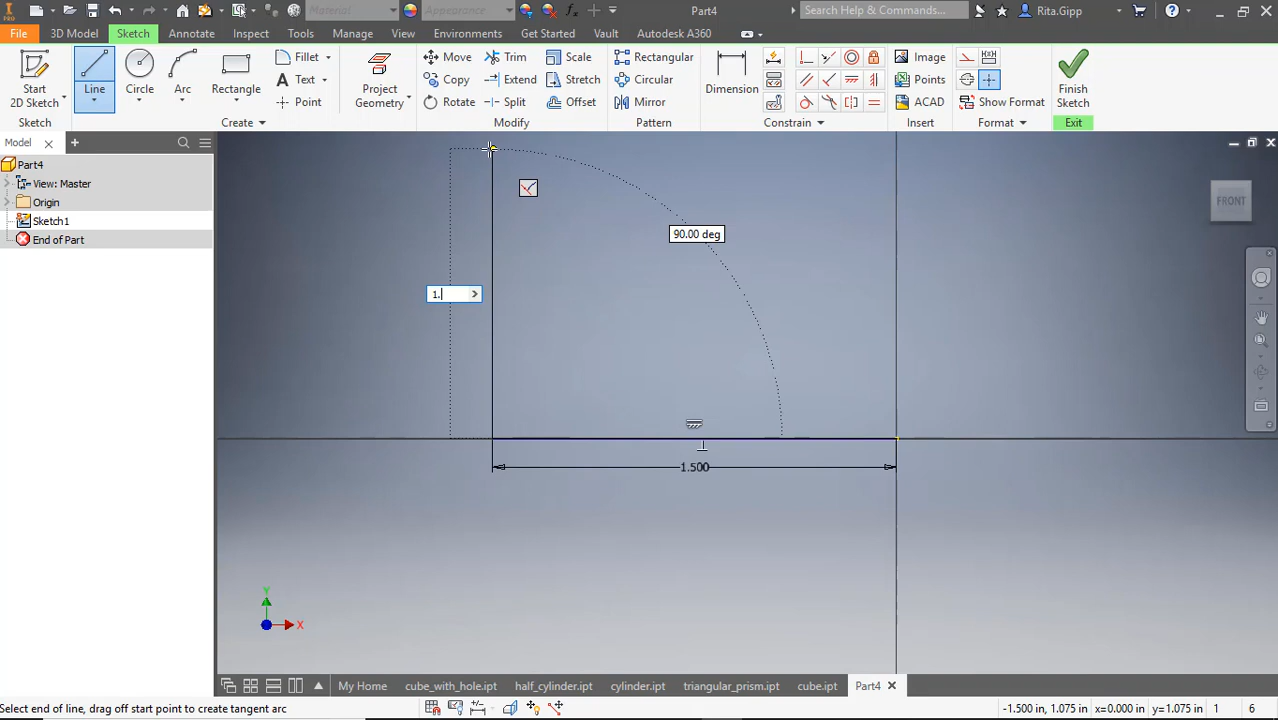 PRO
Material
Appearance
Part4
Search Help & Commands...
Rita.Gipp
File
3D Model
Sketch
Annotate
Inspect
Tools
Manage
View
Environments
Get Started
Vault
Autodesk A360
Start
2D Sketch
Line
Circle
Arc
Rectangle
Fillet
Text
Point
Project
Geometry
Move
Copy
Rotate
Trim
Extend
Split
Scale
Stretch
Offset
Rectangular
Circular
Mirror
Dimension
Image
Points
ACAD
Show Format
Finish
Sketch
Sketch
Create
Modify
Pattern
Constrain
Insert
Format
Exit
Model
Part4
View: Master
Origin
Sketch1
End of Part
FRONT
90.00 deg
1.
1.500
Y
X
My Home
cube_with_hole.ipt
half_cylinder.ipt
cylinder.ipt
triangular_prism.ipt
cube.ipt
Part4
Select end of line, drag off start point to create tangent arc
-1.500 in, 1.075 in
x=0.000 in
y=1.075 in
1
6